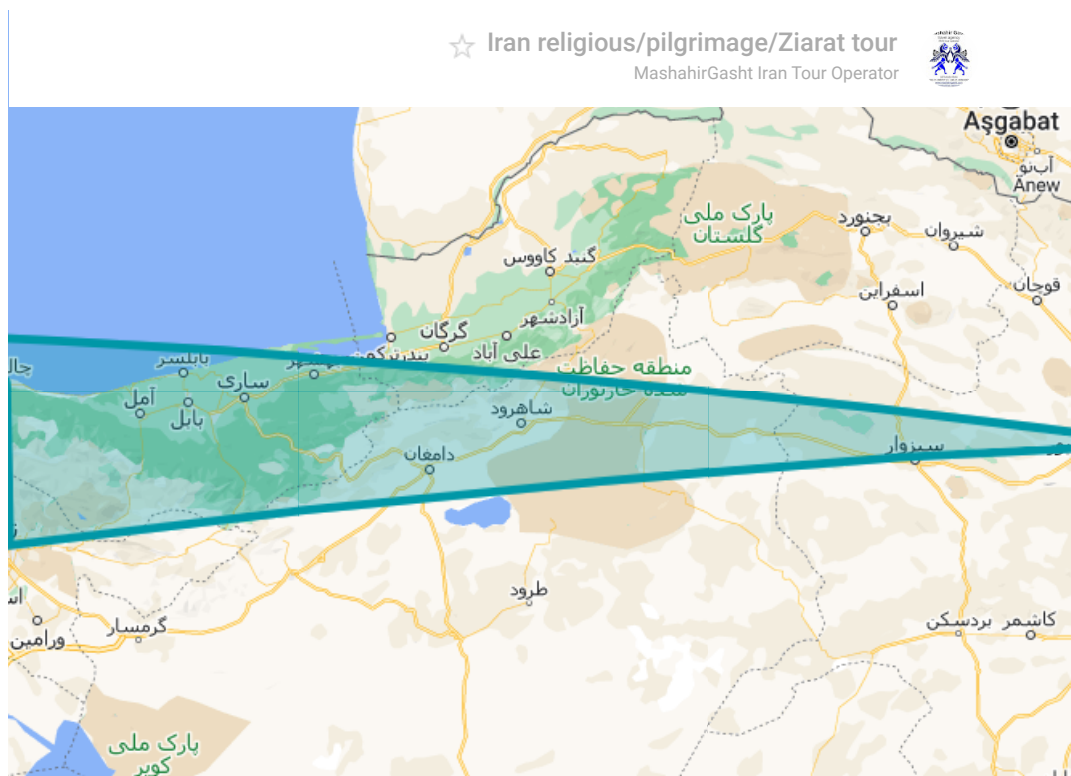 Iran religious/pilgrimage/Ziarat tour
MashahirGasht Iran Tour Operator
Aşgabat
آب‌نو
Änew
پارک ملی
گلستان
بجنورد
شیروان
گنبد کاووس
قوچان
اسفراین
آزادشهر
گرگان
علی آباد
بابلسر
منطقه حفاظت
شده خارتوران
ساری
آمل
بابل
شاهرود
دامغان
سبزوار
طرود
ورامین
گرمسار
بردسکن
کاشمر
پارک ملی
کویر